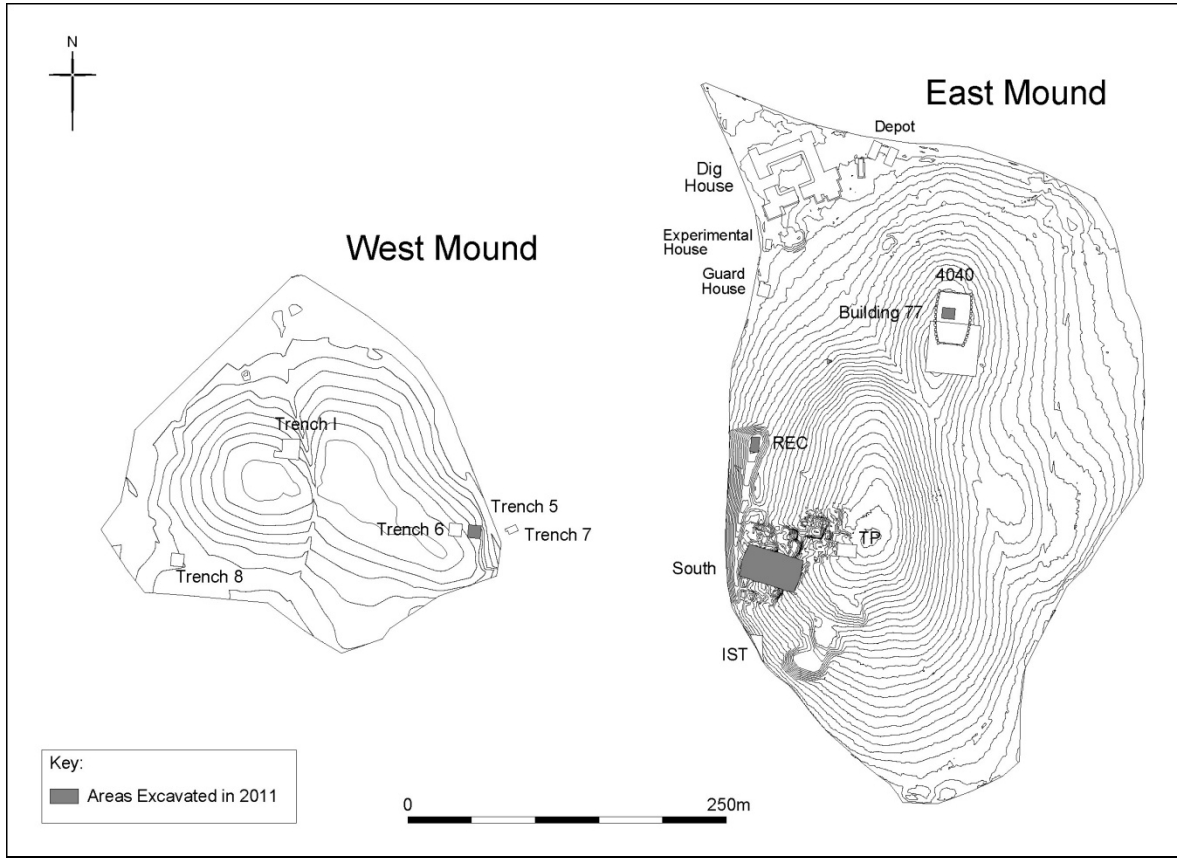 N
East Mound
Depot
Dig
House
Experimental
House
West Mound
Guard
House
4040
Building 77
Trench I
REC
Trench 5
Trench 6
Trench 7
TP
Trench 8
South
IST
Key:
Areas Excavated in 2011
0
250m